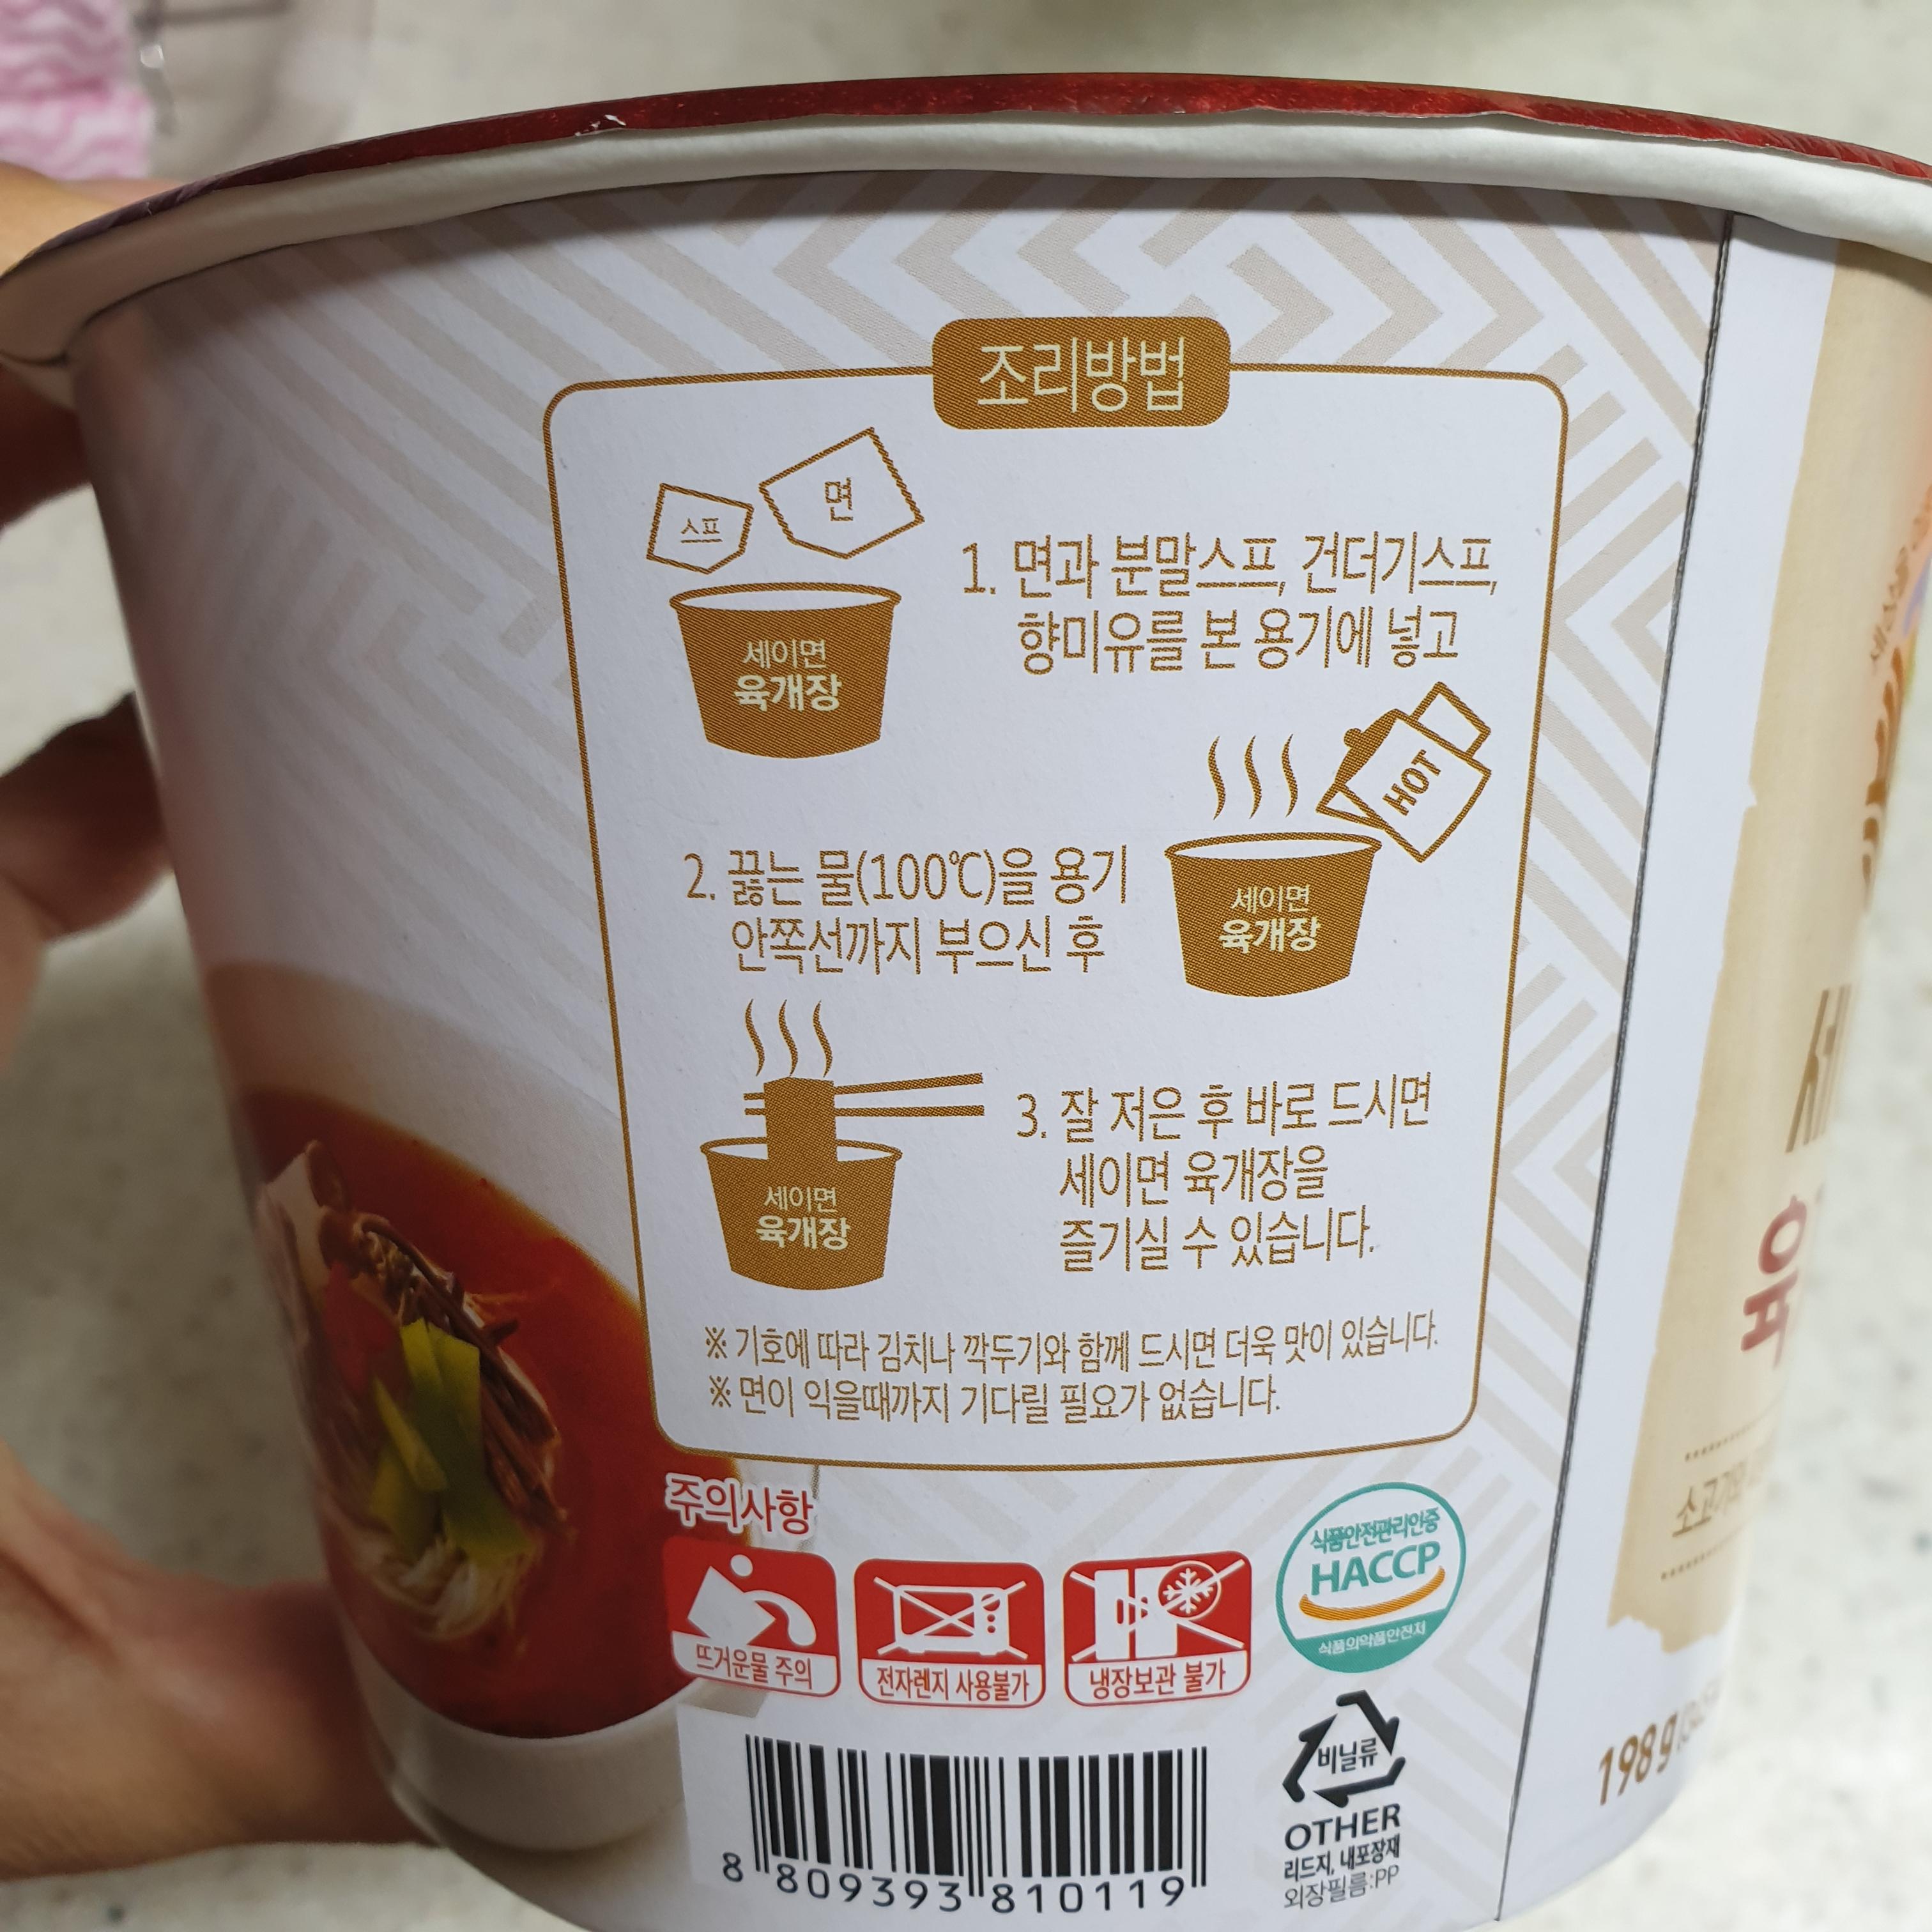 조리방법
스프
면
세이면
육개장
1. 면과 분말스프, 건더기스프,
향미유를 본 용기에 넣고
HOT
2. 끓는 물(100℃)을 용기
안쪽선까지 부으신 후
세이면
육개장
3. 잘 저은 후 바로 드시면
세이면 육개장을
즐기실 수 있습니다.
세이면
육개장
※ 기호에 따라 김치나 깍두기와 함께 드시면 더욱 맛이 있습니다.
※ 면이 익을때까지 기다릴 필요가 없습니다.
주의사항
뜨거운물 주의
전자렌지 사용불가
냉장보관 불가
식품안전관리인증
HACCP
식품의약품안전처
비닐류
OTHER
리드지, 내포장재
외장필름:PP
8 809393 810119
세
육
198g